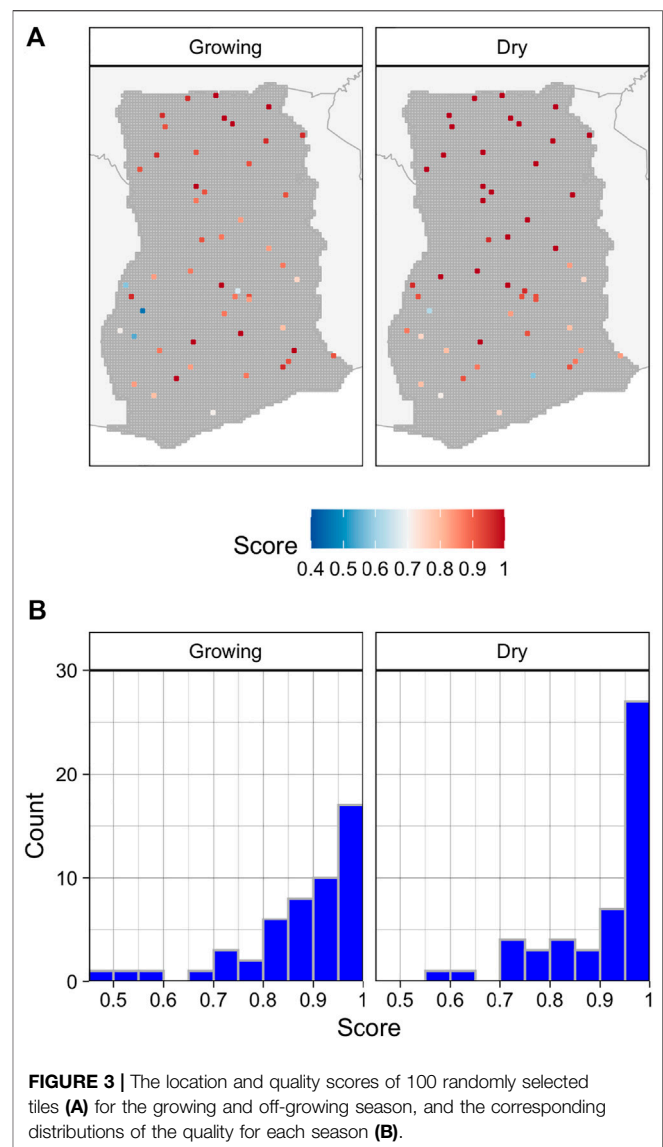 A
Growing Dry
Score
0.4 0.5 0.6 0.7 0.8 0.9 1
B
Growing Dry
30
20
10
0
Count
0.5 0.6 0.7 0.8 0.9 1 0.5 0.6 0.7 0.8 0.9 1
Score
FIGURE 3 | The location and quality scores of 100 randomly selected
tiles (A) for the growing and off-growing season, and the corresponding
distributions of the quality for each season (B).